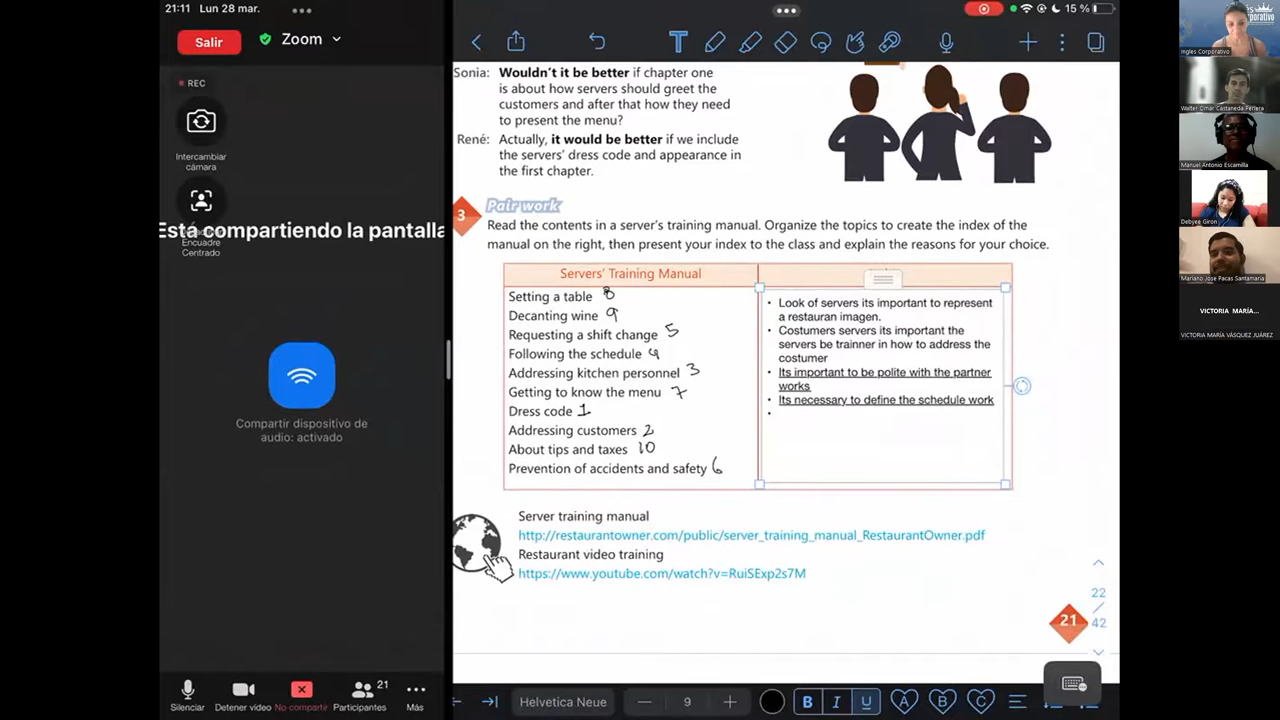 21:11 Lun 28 mar.
15 %
Salir
Zoom
REC
Intercambiar
cámara
Está compartiendo la pantalla
Encuadre
Centrado
Compartir dispositivo de
audio: activado
Silenciar
Detener video
No compartir
21
Participantes
Más
Sonia: Wouldn't it be better if chapter one
is about how servers should greet the
customers and after that how they need
to present the menu?
René: Actually, it would be better if we include
the servers' dress code and appearance in
the first chapter.
3
Pair work
Read the contents in a server's training manual. Organize the topics to create the index of the
manual on the right, then present your index to the class and explain the reasons for your choice.
Servers' Training Manual
Setting a table 8
Decanting wine 9
Requesting a shift change 5
Following the schedule 4
Addressing kitchen personnel 3
Getting to know the menu 7
Dress code 1
Addressing customers 2
About tips and taxes 10
Prevention of accidents and safety 6
• Look of servers its important to represent
a restauran imagen.
• Costumers servers its important the
servers be trainner in how to address the
costumer
• Its important to be polite with the partner
works
• Its necessary to define the schedule work
•
Server training manual
http://restaurantowner.com/public/server_training_manual_RestaurantOwner.pdf
Restaurant video training
https://www.youtube.com/watch?v=RuiSExp2s7M
21
22
/
42
Helvetica Neue
9
B I U A B C
Ingles Corporativo
Walter Omar Castaneda Perlera
Manuel Antonio Escamilla
Debyee Giron
Mariano Jose Pacas Santamaria
VICTORIA MARÍA...
VICTORIA MARÍA VÁSQUEZ JUÁREZ